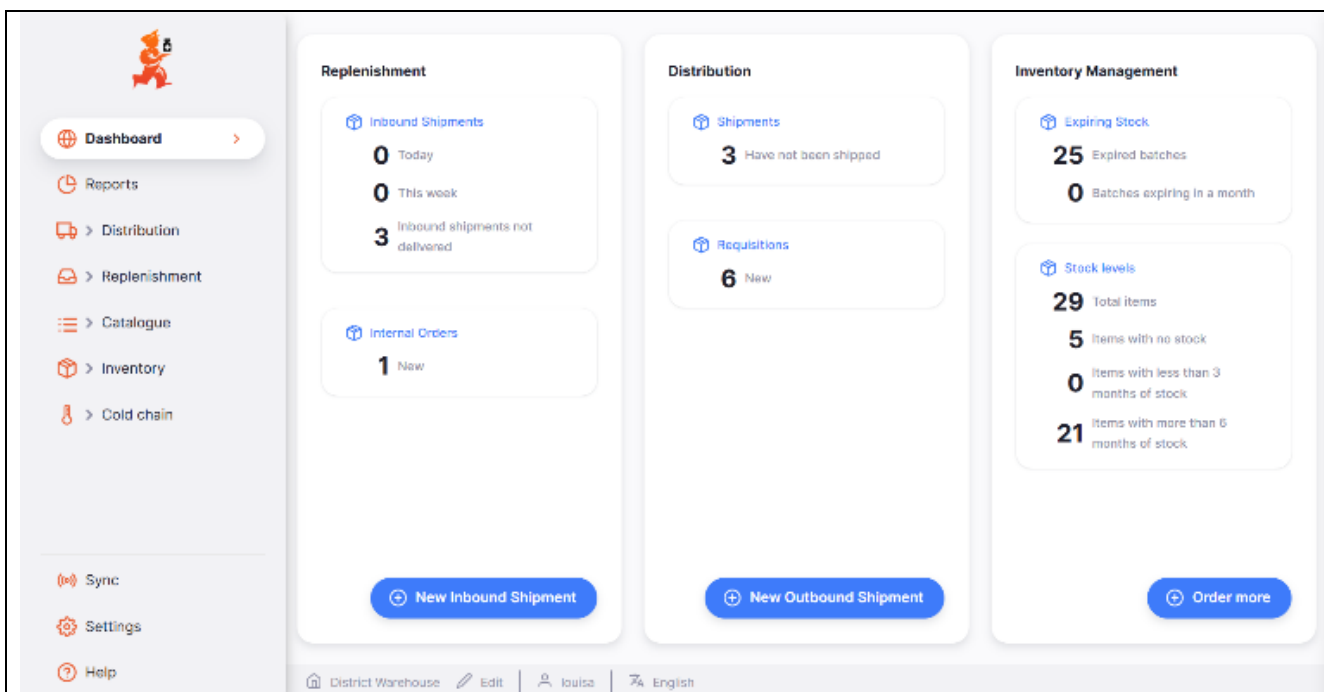 Dashboard
Reports
Distribution
Replenishment
Catalogue
Inventory
Cold chain
Sync
Settings
Help
Replenishment
Inbound Shipments
0 Today
0 This week
3 Inbound shipments not
delivered
Internal Orders
1 New
New Inbound Shipment
Distribution
Shipments
3 Have not been shipped
Requisitions
6 New
New Outbound Shipment
Inventory Management
Expiring Stock
25 Expired batches
0 Batches expiring in a month
Stock levels
29 Total items
5 Items with no stock
0 Items with less than 3
months of stock
21 Items with more than 6
months of stock
Order more
District Warehouse Edit louisa English